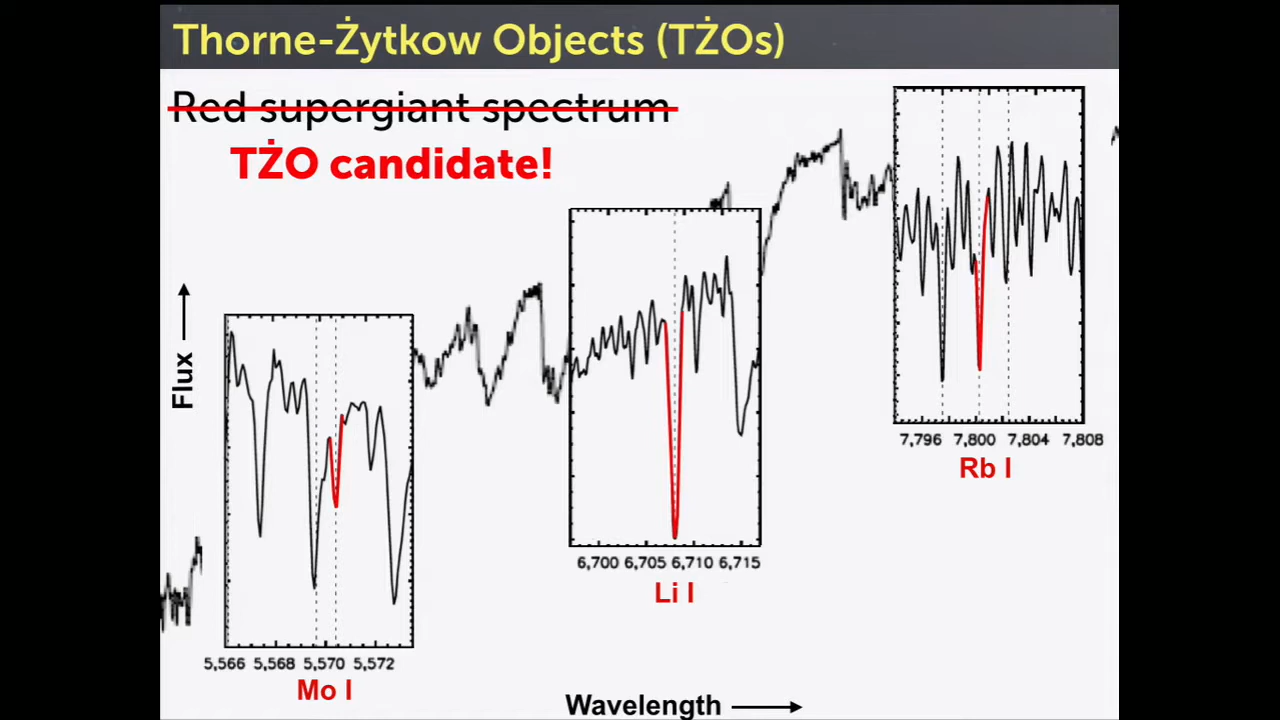 Thorne-Żytkow Objects (TŻOs)
Red supergiant spectrum
TŻO candidate!
Flux
5,566 5,568 5,570 5,572
Mo I
6,700 6,705 6,710 6,715
Li I
7,796 7,800 7,804 7,808
Rb I
Wavelength